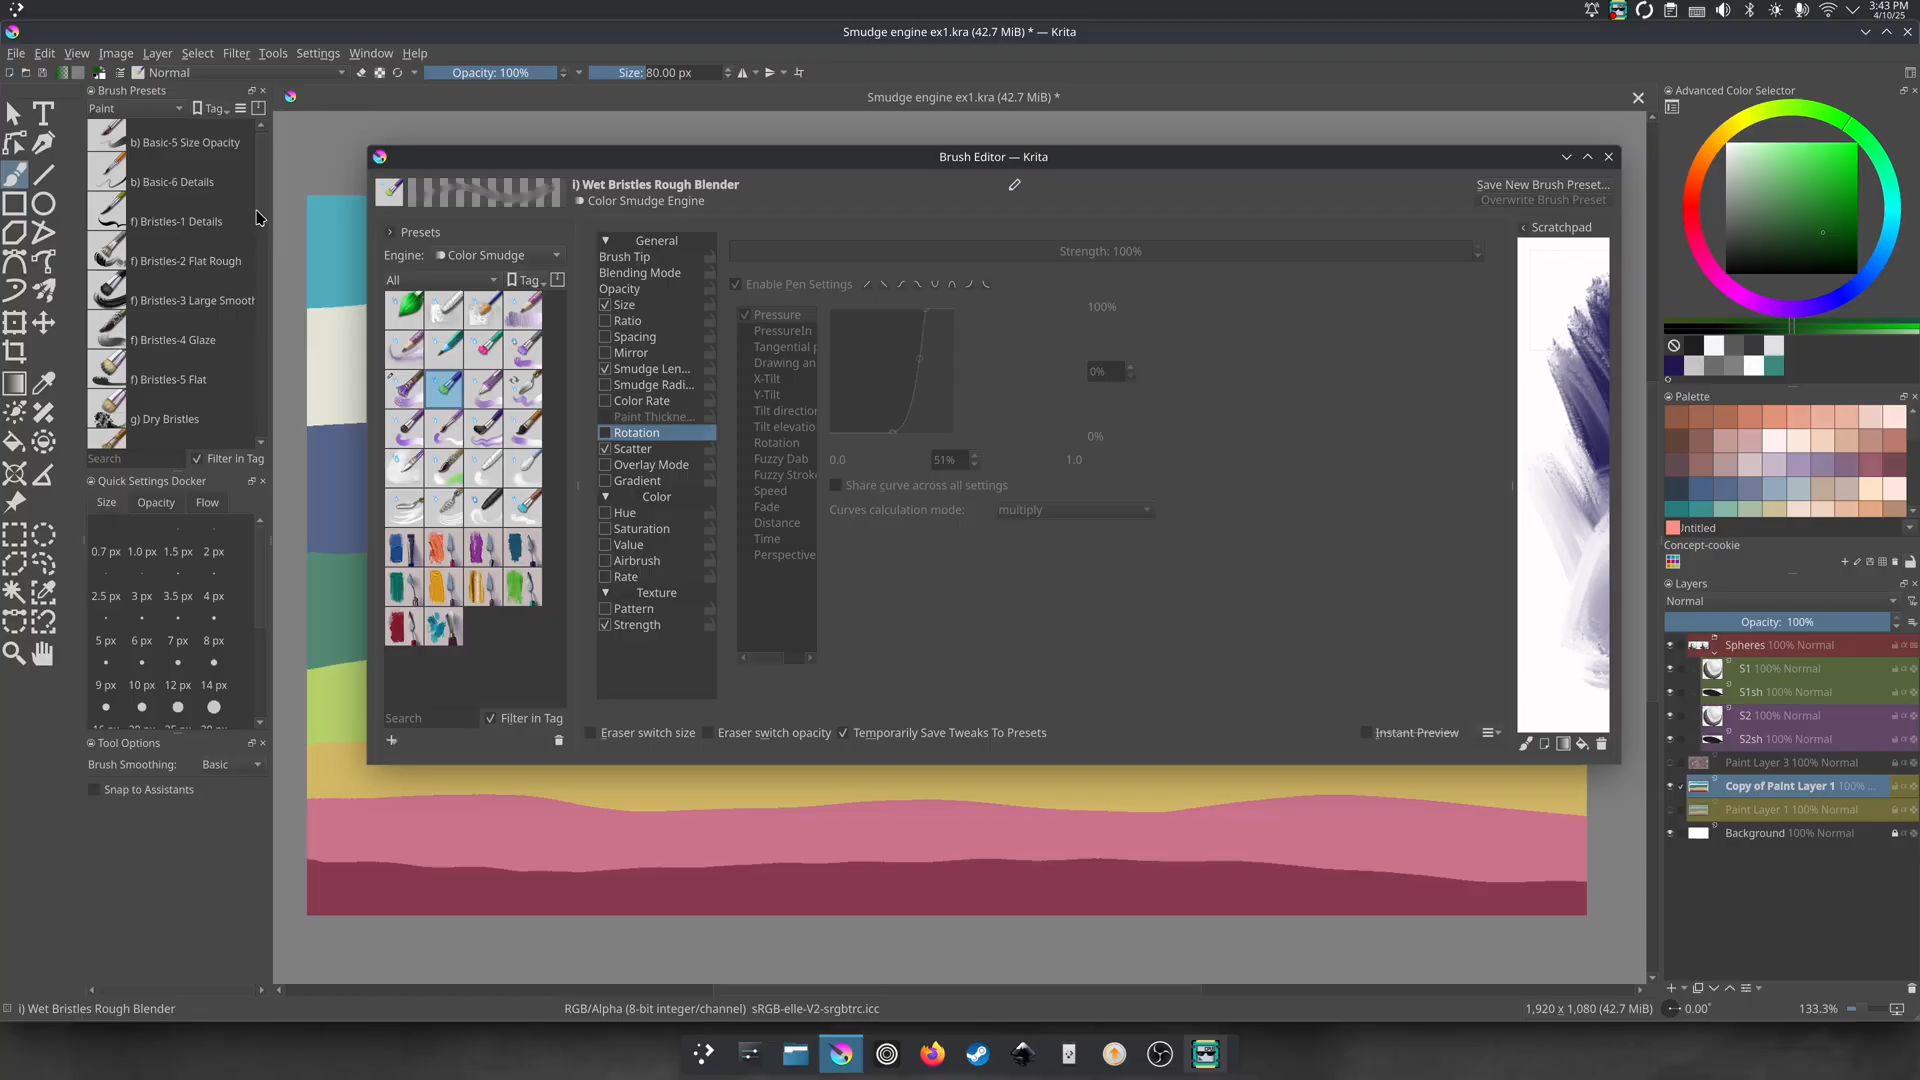 3:43 PM
4/10/25
Smudge engine ex1.kra (42.7 MiB) * — Krita
File Edit View Image Layer Select Filter Tools Settings Window Help
Normal
Opacity: 100%
Size: 80.00 px
Brush Presets
Paint
Tag
b) Basic-5 Size Opacity
b) Basic-6 Details
f) Bristles-1 Details
f) Bristles-2 Flat Rough
f) Bristles-3 Large Smooth
f) Bristles-4 Glaze
f) Bristles-5 Flat
g) Dry Bristles
Search
Filter in Tag
Quick Settings Docker
Size Opacity Flow
0.7 px 1.0 px 1.5 px 2 px
2.5 px 3 px 3.5 px 4 px
5 px 6 px 7 px 8 px
9 px 10 px 12 px 14 px
Tool Options
Brush Smoothing: Basic
Snap to Assistants
Smudge engine ex1.kra (42.7 MiB) *
Brush Editor — Krita
i) Wet Bristles Rough Blender
Color Smudge Engine
Save New Brush Preset...
Overwrite Brush Preset
Presets
Engine: Color Smudge
All
Tag
Search
Filter in Tag
General
Brush Tip
Blending Mode
Opacity
Size
Ratio
Spacing
Mirror
Smudge Len...
Smudge Radi...
Color Rate
Paint Thickne...
Rotation
Scatter
Overlay Mode
Gradient
Color
Hue
Saturation
Value
Airbrush
Rate
Texture
Pattern
Strength
Strength: 100%
Enable Pen Settings
Pressure
PressureIn
Tangential p
Drawing an
X-Tilt
Y-Tilt
Tilt direction
Tilt elevatio
Rotation
Fuzzy Dab
Fuzzy Stroke
Speed
Fade
Distance
Time
Perspective
100%
0%
0%
0.0
51%
1.0
Share curve across all settings
Curves calculation mode: multiply
Scratchpad
Eraser switch size
Eraser switch opacity
Temporarily Save Tweaks To Presets
Instant Preview
Advanced Color Selector
Palette
Untitled
Concept-cookie
Layers
Normal
Opacity: 100%
Spheres 100% Normal
S1 100% Normal
S1sh 100% Normal
S2 100% Normal
S2sh 100% Normal
Paint Layer 3 100% Normal
Copy of Paint Layer 1 100% ...
Paint Layer 1 100% Normal
Background 100% Normal
i) Wet Bristles Rough Blender
RGB/Alpha (8-bit integer/channel) sRGB-elle-V2-srgbtrc.icc
1,920 x 1,080 (42.7 MiB)
0.00°
133.3%